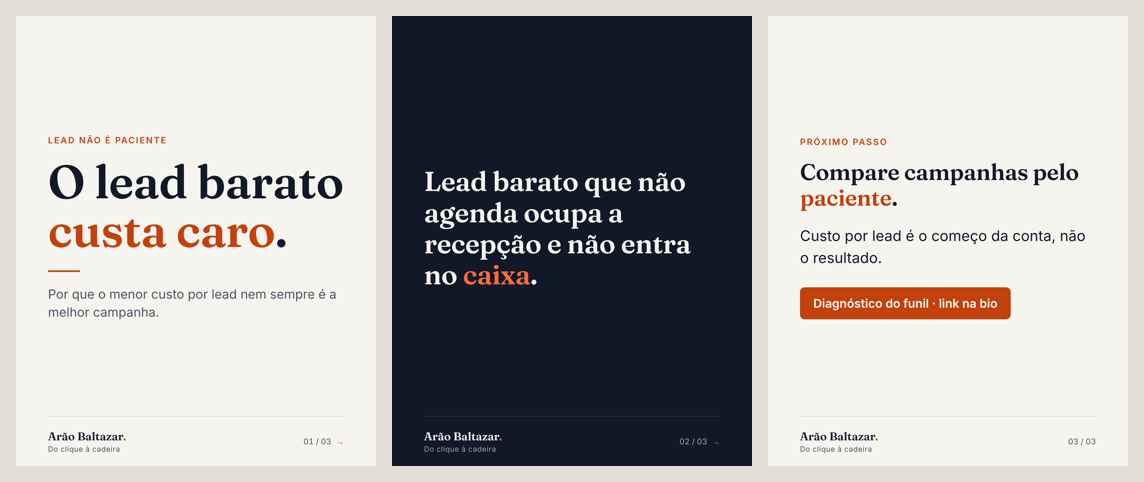 LEAD NÃO É PACIENTE
O lead barato
custa caro.
Por que o menor custo por lead nem sempre é a
melhor campanha.
Arão Baltazar.
Do clique à cadeira
01 / 03 →
Lead barato que não
agenda ocupa a
recepção e não entra
no caixa.
Arão Baltazar.
Do clique à cadeira
02 / 03 →
PRÓXIMO PASSO
Compare campanhas pelo
paciente.
Custo por lead é o começo da conta, não
o resultado.
Diagnóstico do funil · link na bio
Arão Baltazar.
Do clique à cadeira
03 / 03